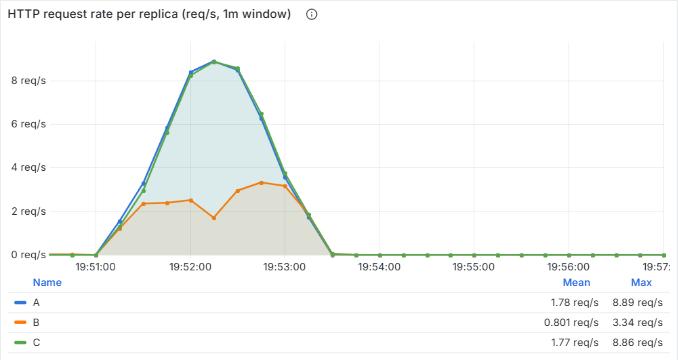 HTTP request rate per replica (req/s, 1m window)
8 req/s
6 req/s
4 req/s
2 req/s
0 req/s
19:51:00 19:52:00 19:53:00 19:54:00 19:55:00 19:56:00 19:57:
Name Mean Max
A 1.78 req/s 8.89 req/s
B 0.801 req/s 3.34 req/s
C 1.77 req/s 8.86 req/s